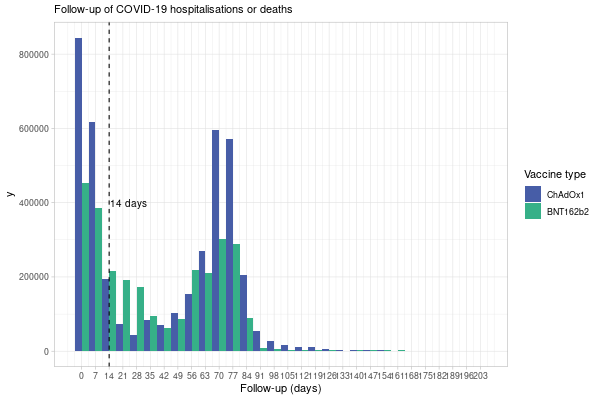 Follow-up of COVID-19 hospitalisations or deaths
800000
600000
400000
200000
0
y
14 days
Vaccine type
ChAdOx1
BNT162b2
0 7 14 21 28 35 42 49 56 63 70 77 84 91 98 105 112 119 126 133 140 147 154 161 168 175 182 189 196 203
Follow-up (days)